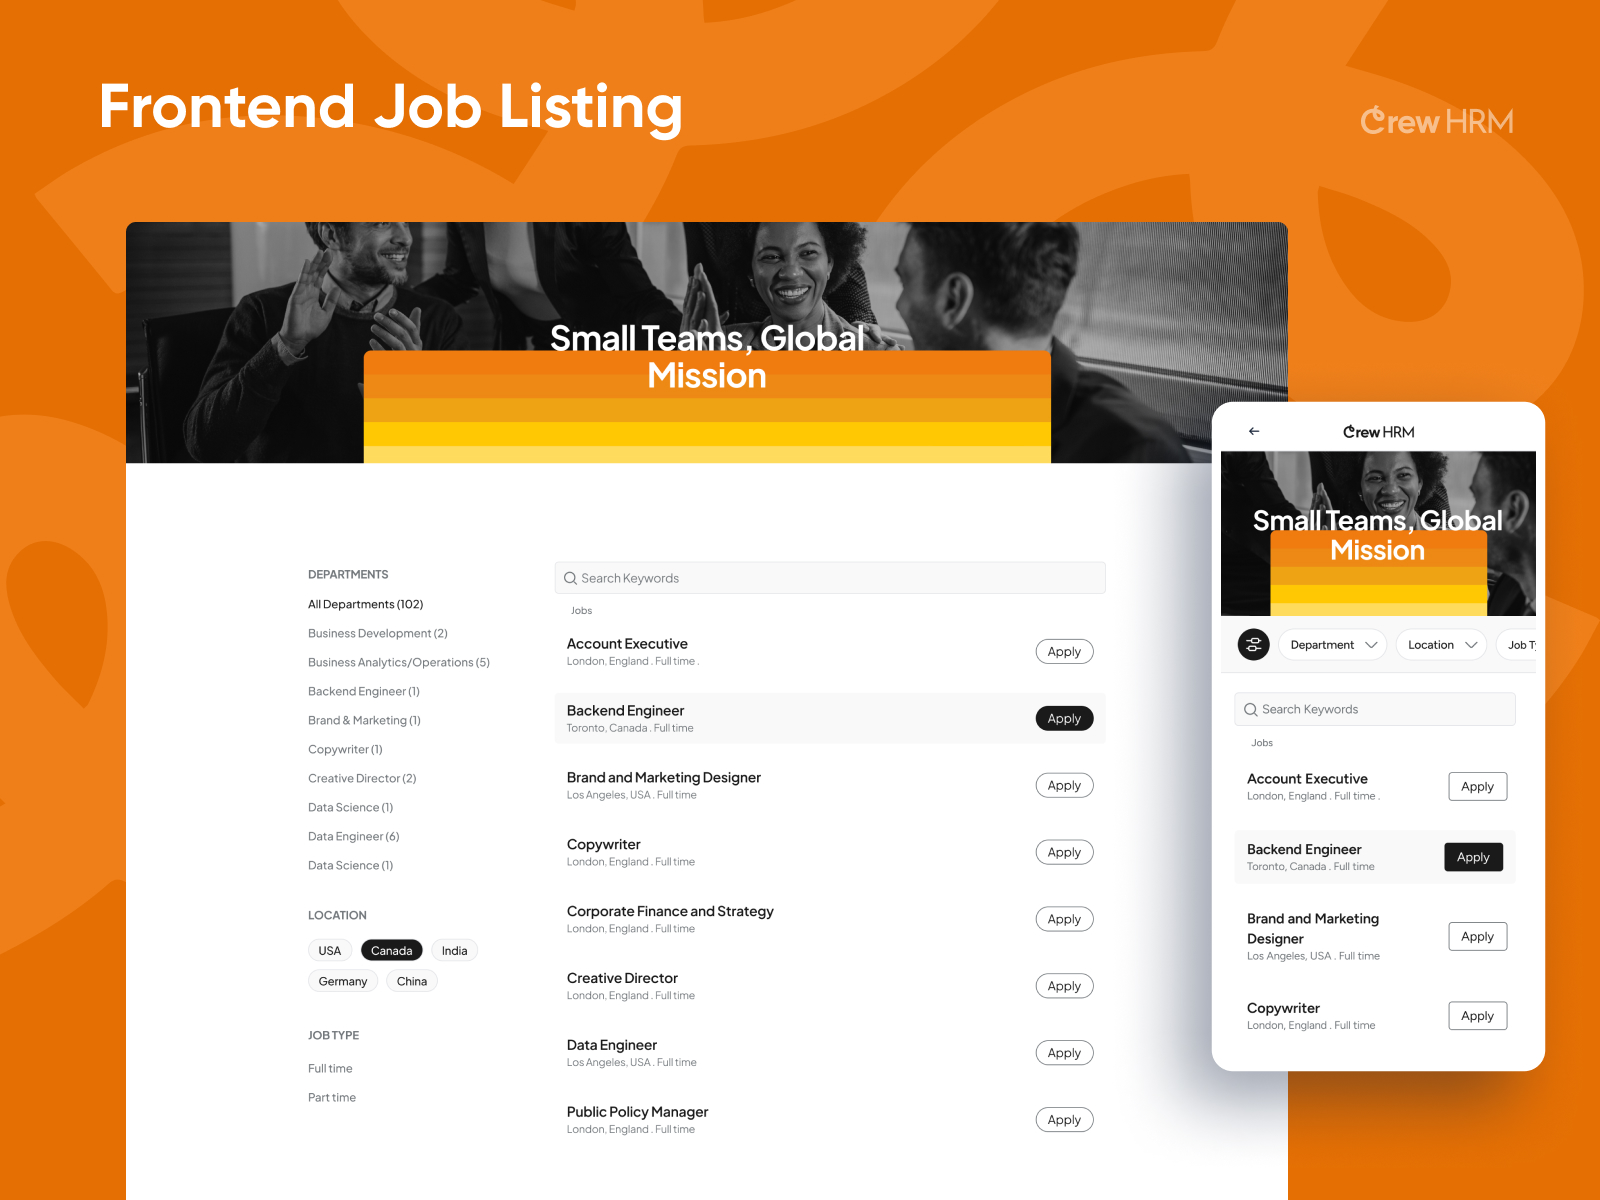 Frontend Job Listing
Crew HRM
Small Teams, Global
Mission
DEPARTMENTS
All Departments (102)
Business Development (2)
Business Analytics/Operations (5)
Backend Engineer (1)
Brand & Marketing (1)
Copywriter (1)
Creative Director (2)
Data Science (1)
Data Engineer (6)
Data Science (1)
LOCATION
USA Canada India
Germany China
JOB TYPE
Full time
Part time
Search Keywords
Jobs
Account Executive
London, England . Full time .
Apply
Backend Engineer
Toronto, Canada . Full time
Apply
Brand and Marketing Designer
Los Angeles, USA . Full time
Apply
Copywriter
London, England . Full time
Apply
Corporate Finance and Strategy
London, England . Full time
Apply
Creative Director
London, England . Full time
Apply
Data Engineer
Los Angeles, USA . Full time
Apply
Public Policy Manager
London, England . Full time
Apply
Crew HRM
Small Teams, Global
Mission
Department Location Job Ty
Search Keywords
Jobs
Account Executive
London, England . Full time .
Apply
Backend Engineer
Toronto, Canada . Full time
Apply
Brand and Marketing
Designer
Los Angeles, USA . Full time
Apply
Copywriter
London, England . Full time
Apply